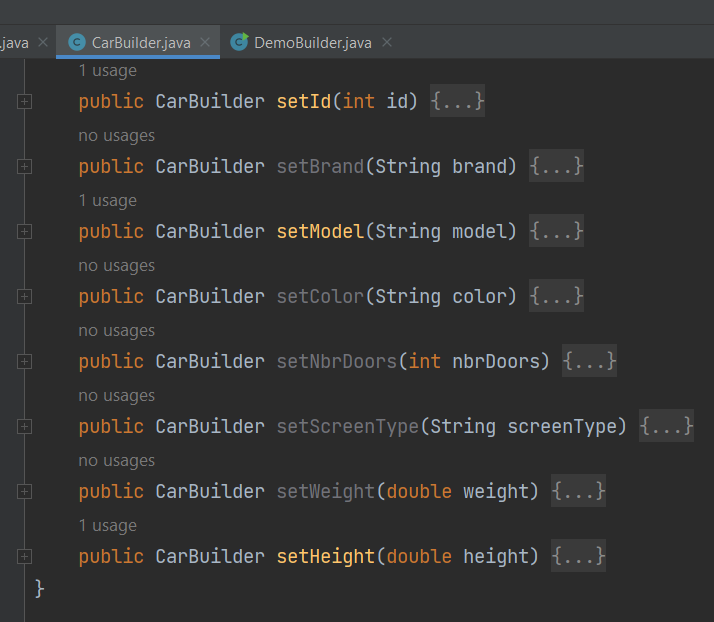 .java CarBuilder.java DemoBuilder.java
1 usage
public CarBuilder setId(int id) {...}
no usages
public CarBuilder setBrand(String brand) {...}
1 usage
public CarBuilder setModel(String model) {...}
no usages
public CarBuilder setColor(String color) {...}
no usages
public CarBuilder setNbrDoors(int nbrDoors) {...}
no usages
public CarBuilder setScreenType(String screenType) {...}
no usages
public CarBuilder setWeight(double weight) {...}
1 usage
public CarBuilder setHeight(double height) {...}
}